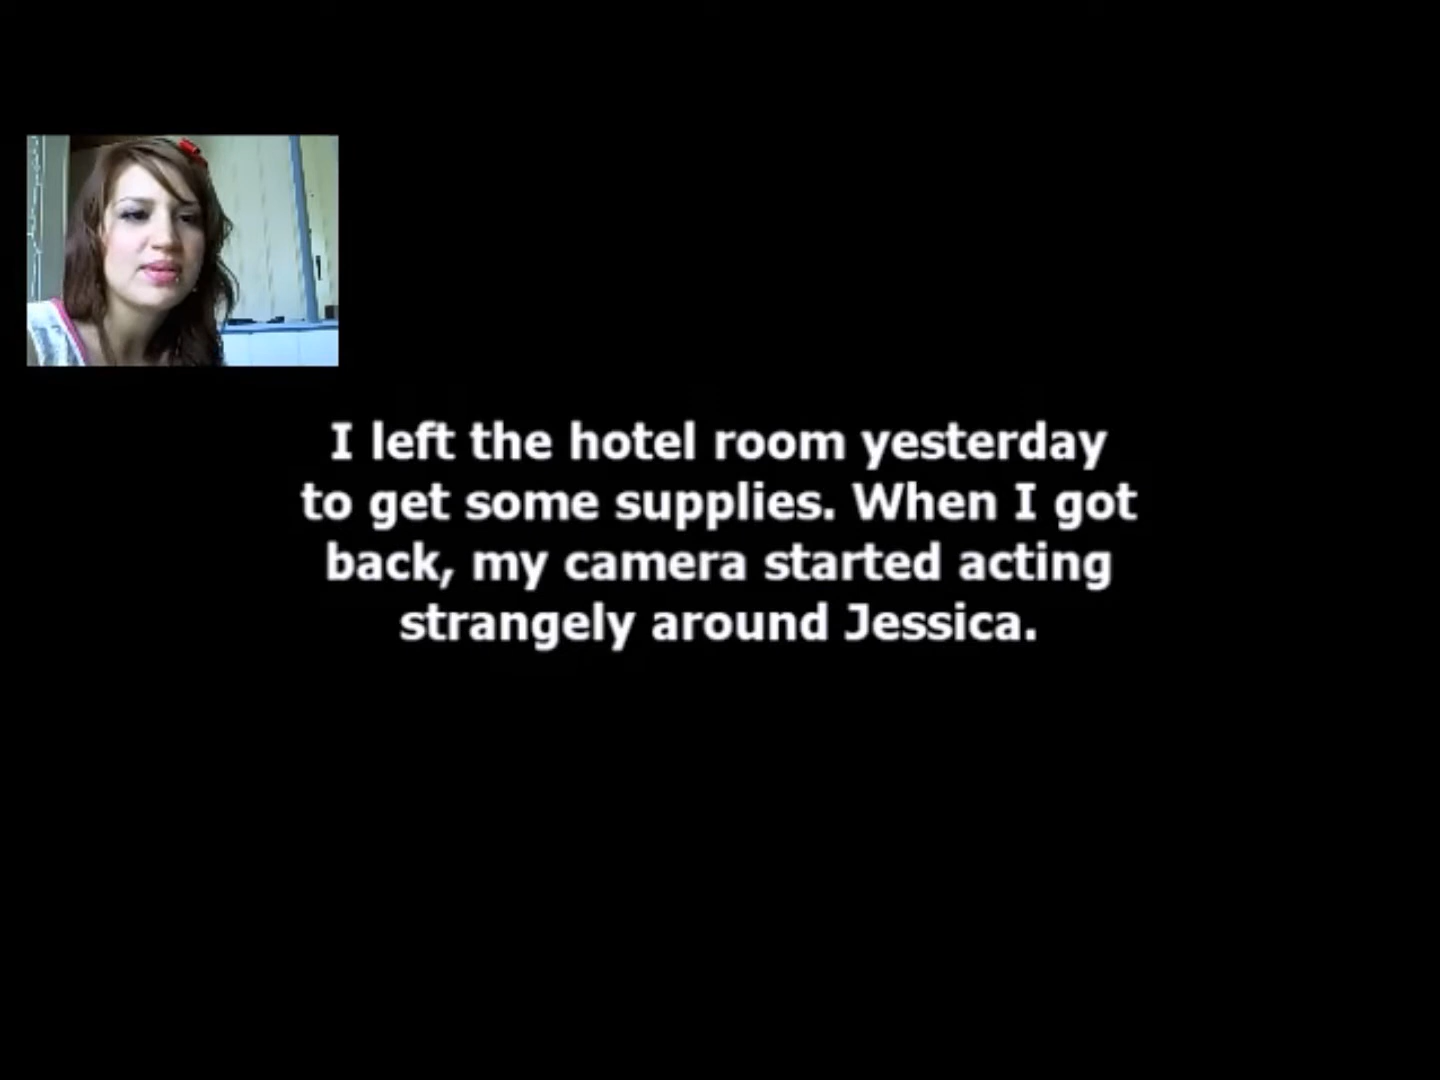 I left the hotel room yesterday
to get some supplies. When I got
back, my camera started acting
strangely around Jessica.